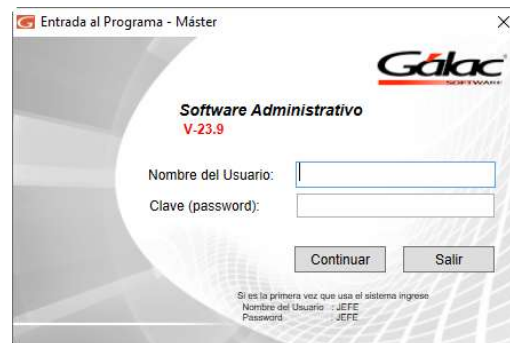 Entrada al Programa - Máster
Gálac
SOFTWARE
Software Administrativo
V-23.9
Nombre del Usuario:
Clave (password):
Continuar Salir
Si es la primera vez que usa el sistema ingrese
Nombre del Usuario : JEFE
Password : JEFE